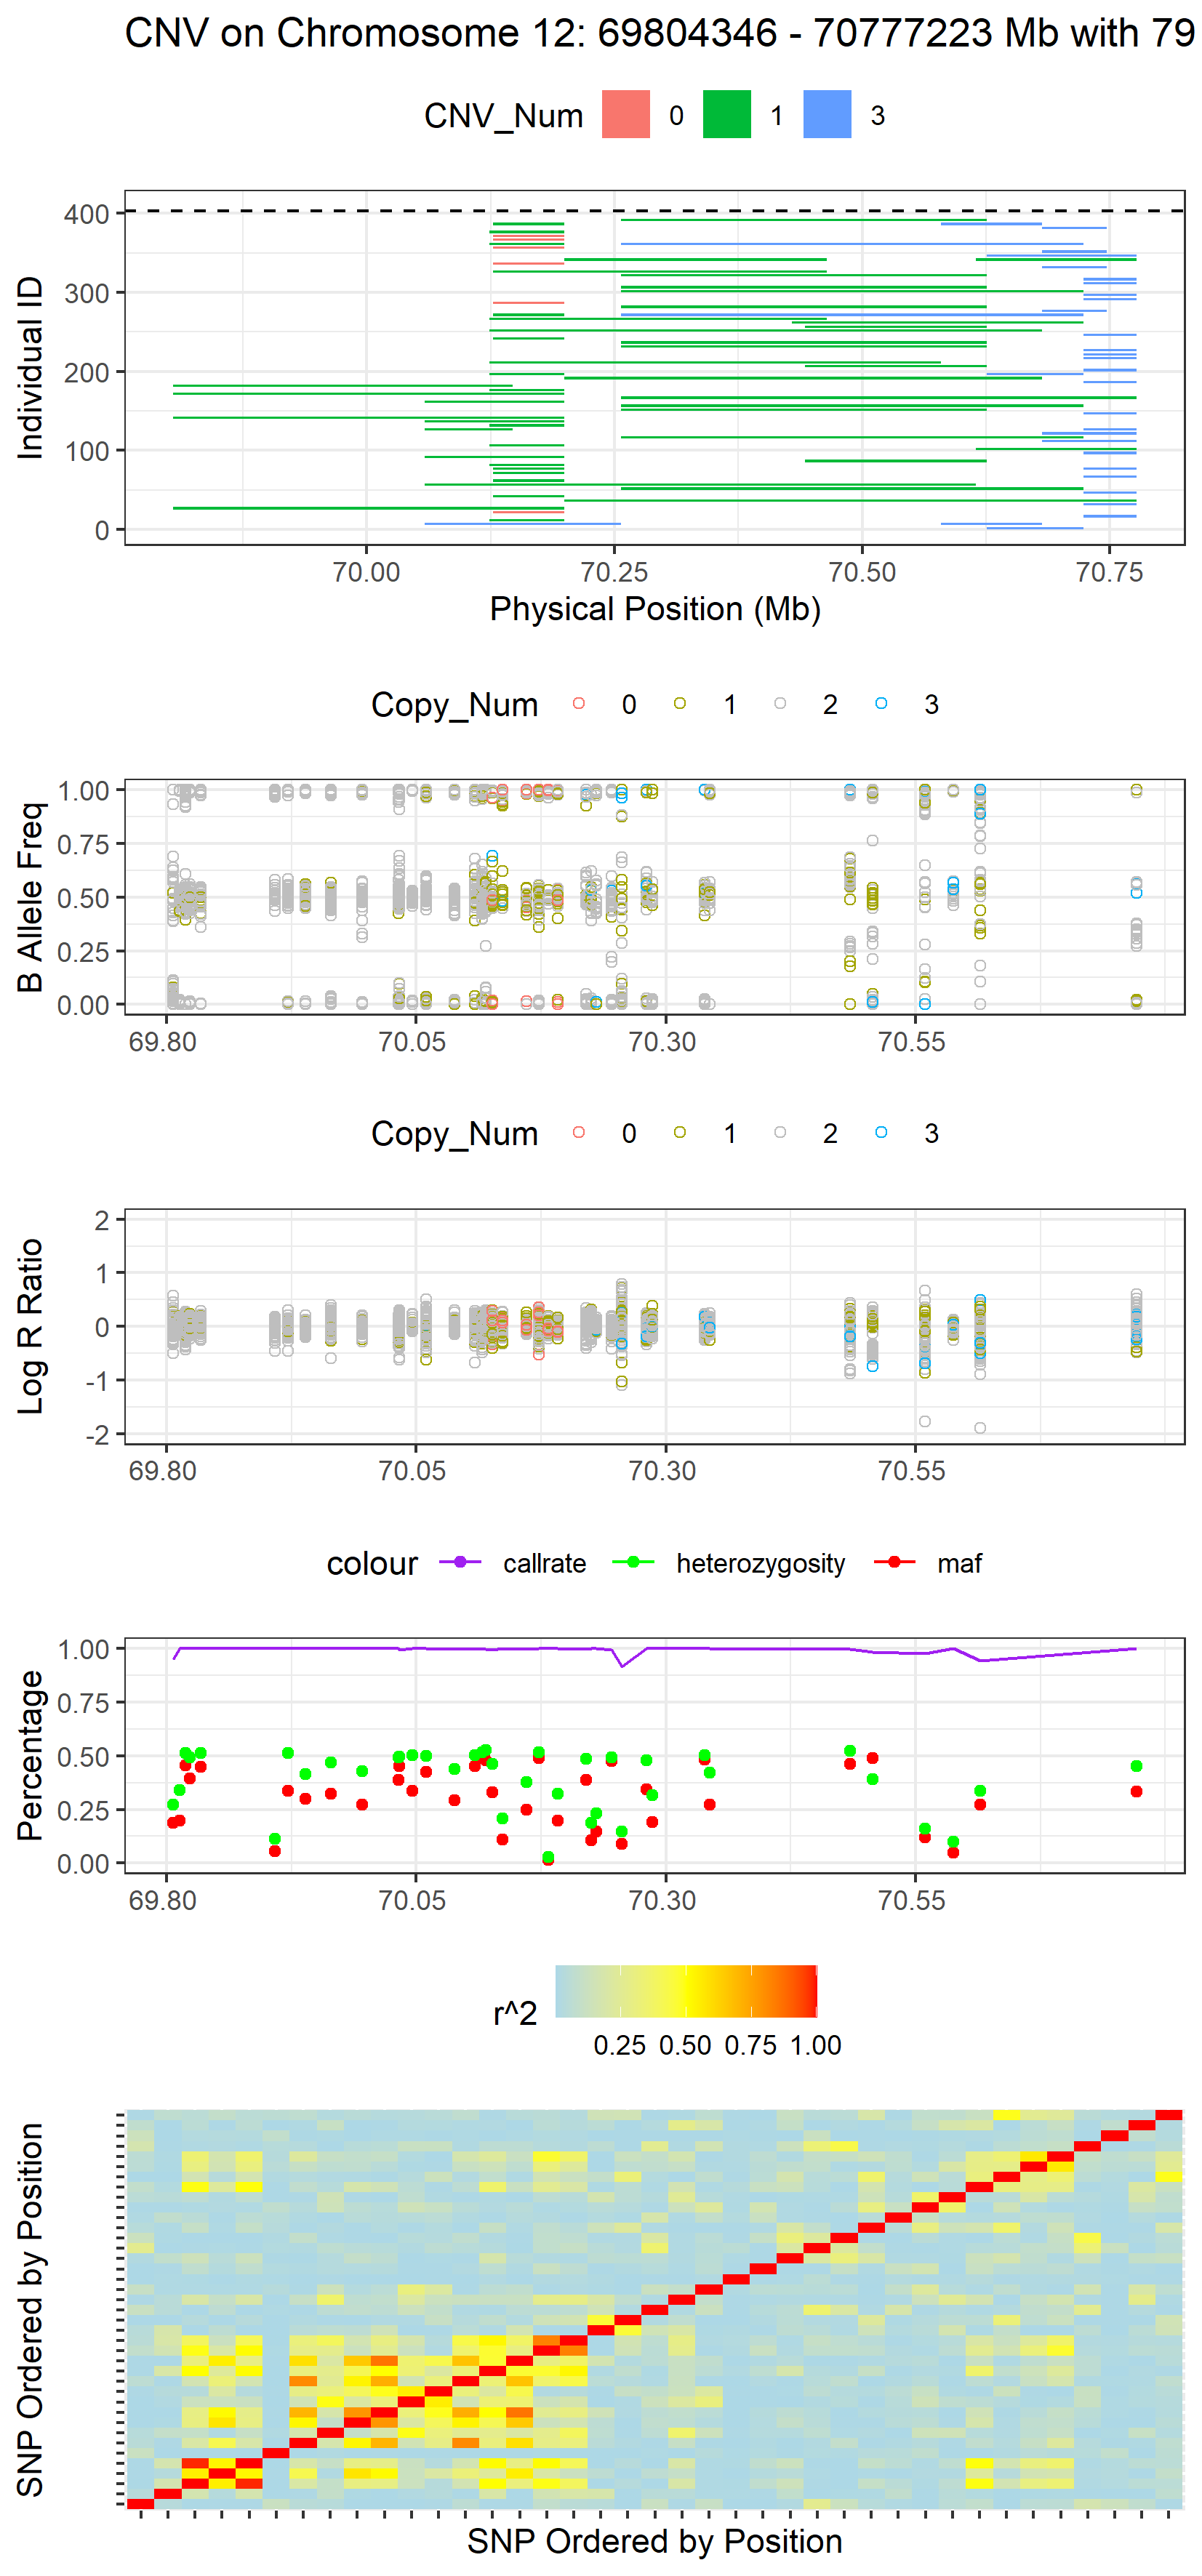 CNV on Chromosome 12: 69804346 - 70777223 Mb with 79
CNV_Num 0 1 3
400
300
200
100
0
Individual ID
70.00 70.25 70.50 70.75
Physical Position (Mb)
Copy_Num 0 1 2 3
1.00
0.75
0.50
0.25
0.00
B Allele Freq
69.80 70.05 70.30 70.55
Copy_Num 0 1 2 3
2
1
0
-1
-2
Log R Ratio
69.80 70.05 70.30 70.55
colour callrate heterozygosity maf
1.00
0.75
0.50
0.25
0.00
Percentage
69.80 70.05 70.30 70.55
r^2
0.25 0.50 0.75 1.00
SNP Ordered by Position
SNP Ordered by Position